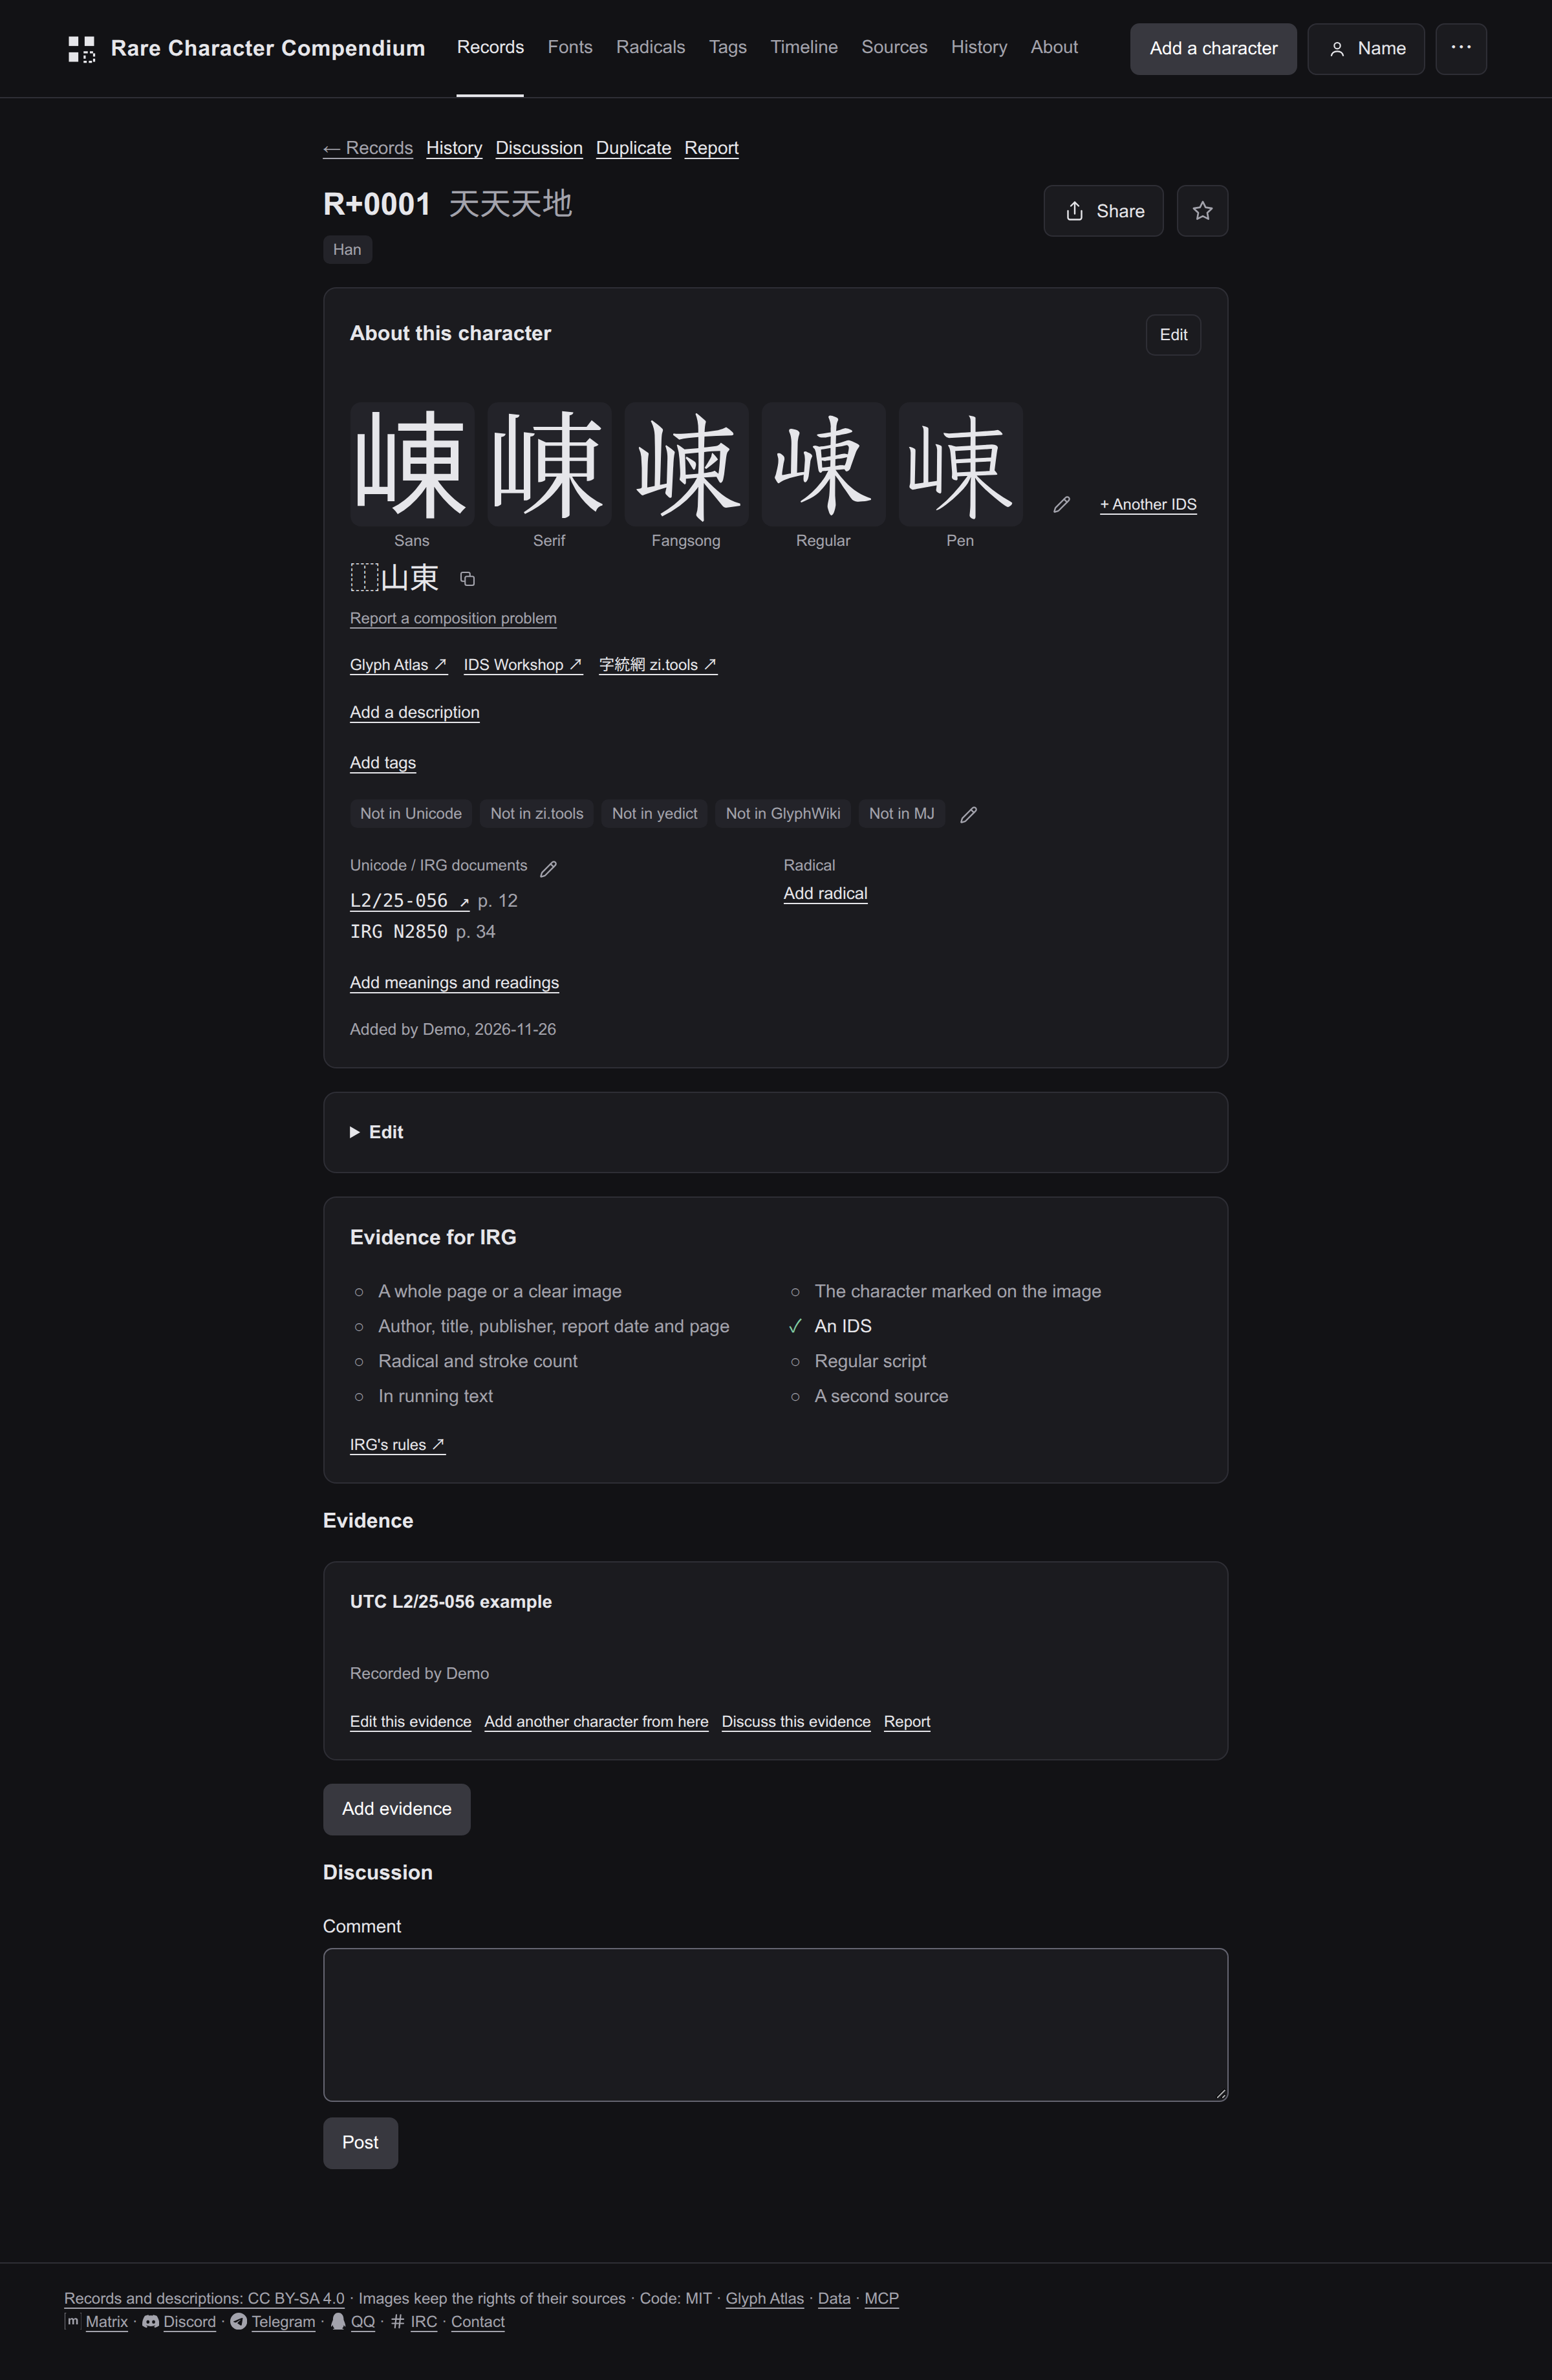 Rare Character Compendium Records Fonts Radicals Tags Timeline Sources History About Add a character Name ···
← Records History Discussion Duplicate Report
R+0001 天天天地
Share
Han
About this character
Edit
崠 崠 崠 崠 崠
+ Another IDS
Sans Serif Fangsong Regular Pen
⿰山東
Report a composition problem
Glyph Atlas ↗ IDS Workshop ↗ 字統網 zi.tools ↗
Add a description
Add tags
Not in Unicode Not in zi.tools Not in yedict Not in GlyphWiki Not in MJ
Unicode / IRG documents
Radical
L2/25-056 ↗ p. 12
Add radical
IRG N2850 p. 34
Add meanings and readings
Added by Demo, 2026-11-26
▶ Edit
Evidence for IRG
○ A whole page or a clear image
○ The character marked on the image
○ Author, title, publisher, report date and page
✓ An IDS
○ Radical and stroke count
○ Regular script
○ In running text
○ A second source
IRG's rules ↗
Evidence
UTC L2/25-056 example
Recorded by Demo
Edit this evidence Add another character from here Discuss this evidence Report
Add evidence
Discussion
Comment
Post
Records and descriptions: CC BY-SA 4.0 · Images keep the rights of their sources · Code: MIT · Glyph Atlas · Data · MCP
[m] Matrix · Discord · Telegram · QQ · # IRC · Contact